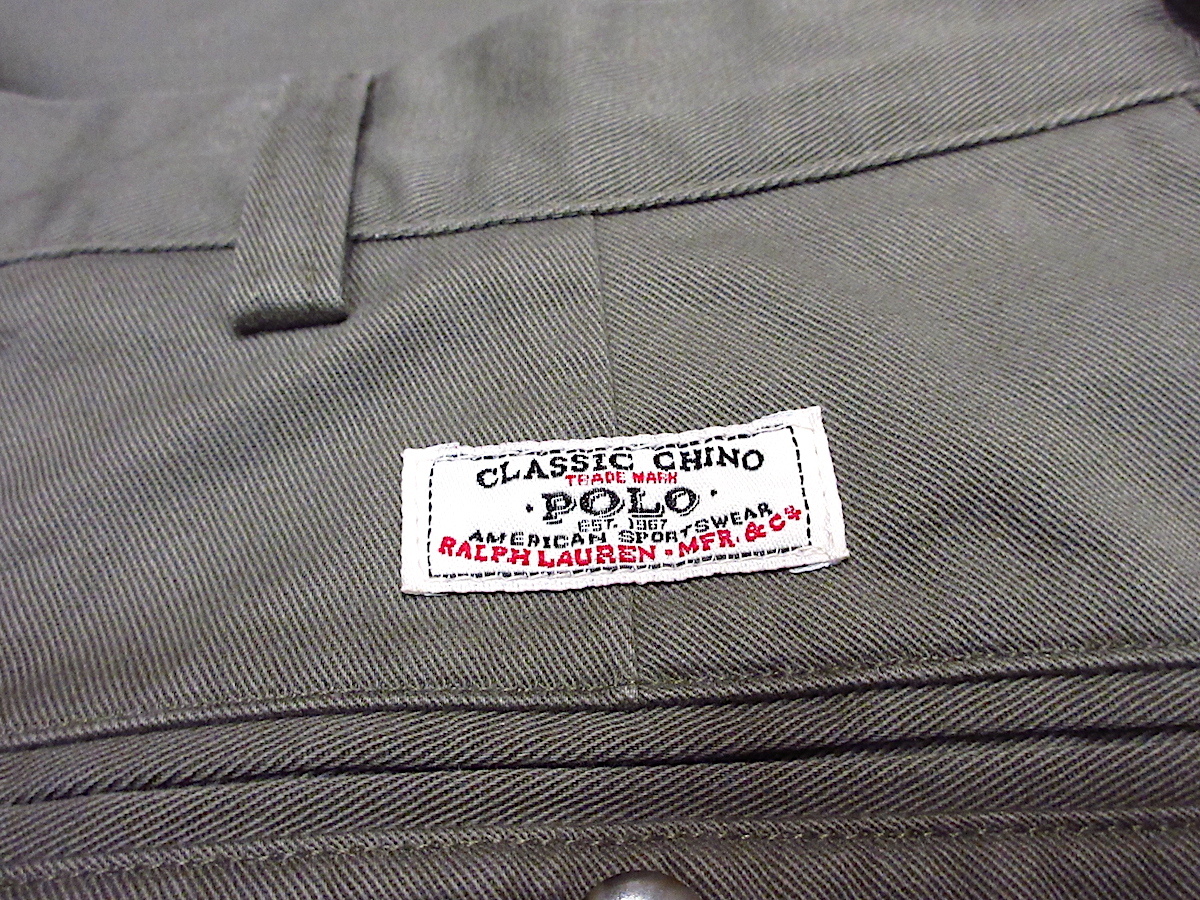 CLASSIC CHINO
TRADE MARK
· POLO ·
EST. 1967
AMERICAN SPORTSWEAR
RALPH LAUREN · MFR. & Co.